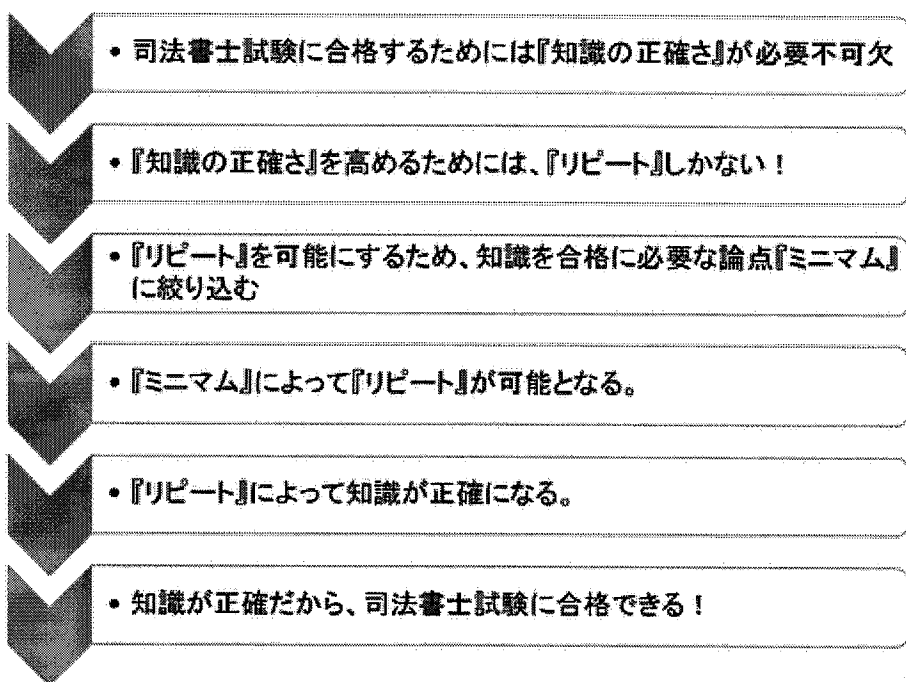 • 司法書士試験に合格するためには『知識の正確さ』が必要不可欠
• 『知識の正確さ』を高めるためには、『リピート』しかない！
• 『リピート』を可能にするため、知識を合格に必要な論点『ミニマム』
に絞り込む
• 『ミニマム』によって『リピート』が可能となる。
• 『リピート』によって知識が正確になる。
• 知識が正確だから、司法書士試験に合格できる！